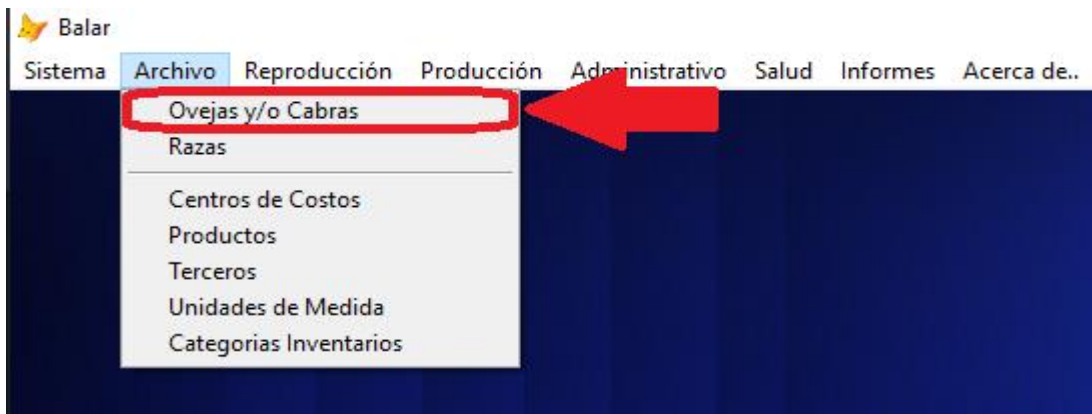 Balar
Sistema Archivo Reproducción Producción Administrativo Salud Informes Acerca de..
Ovejas y/o Cabras
Razas
Centros de Costos
Productos
Terceros
Unidades de Medida
Categorias Inventarios